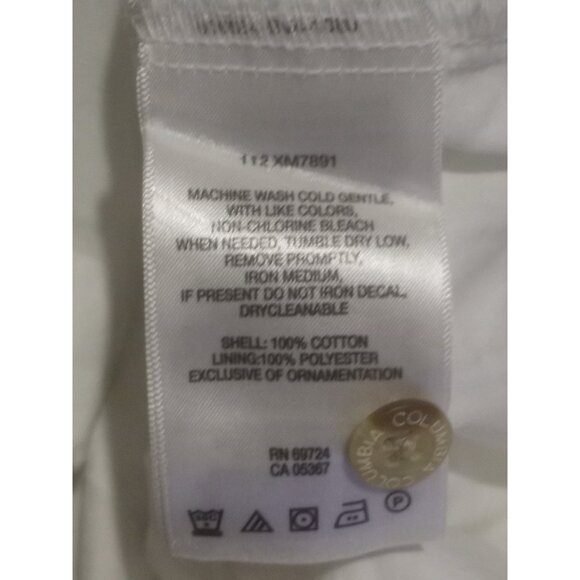 112 XM7891
MACHINE WASH COLD GENTLE,
WITH LIKE COLORS,
NON-CHLORINE BLEACH
WHEN NEEDED, TUMBLE DRY LOW,
REMOVE PROMPTLY,
IRON MEDIUM,
IF PRESENT DO NOT IRON DECAL,
DRYCLEANABLE
SHELL: 100% COTTON
LINING:100% POLYESTER
EXCLUSIVE OF ORNAMENTATION
COLUMBIA COLUMBIA
RN 69724
CA 05367
P